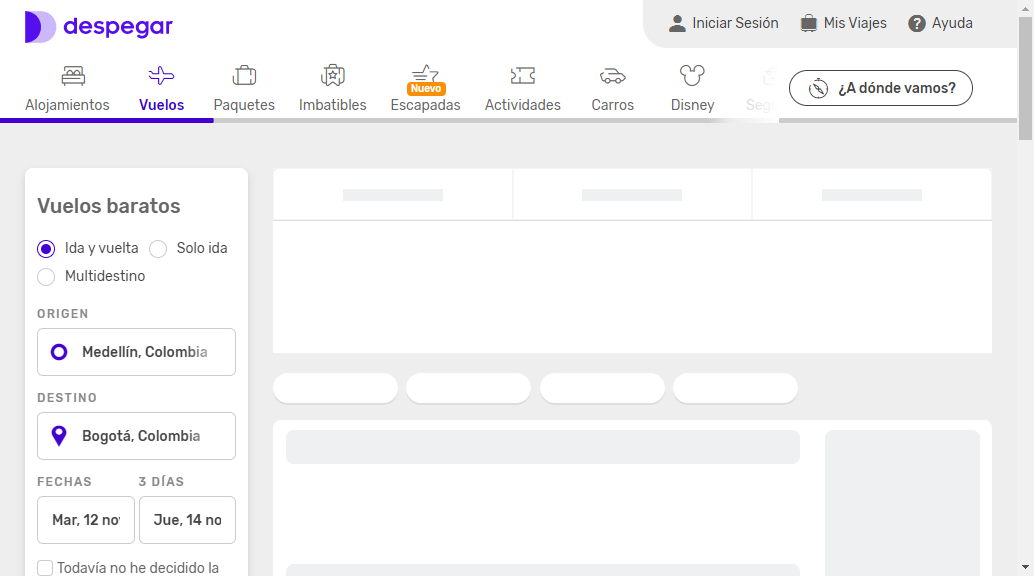 despegar
Iniciar Sesión
Mis Viajes
Ayuda
Alojamientos
Vuelos
Paquetes
Imbatibles
Nuevo
Escapadas
Actividades
Carros
Disney
¿A dónde vamos?
Vuelos baratos
Ida y vuelta
Solo ida
Multidestino
ORIGEN
Medellín, Colombia
DESTINO
Bogotá, Colombia
FECHAS
3 DÍAS
Mar, 12 nov
Jue, 14 no
Todavía no he decidido la